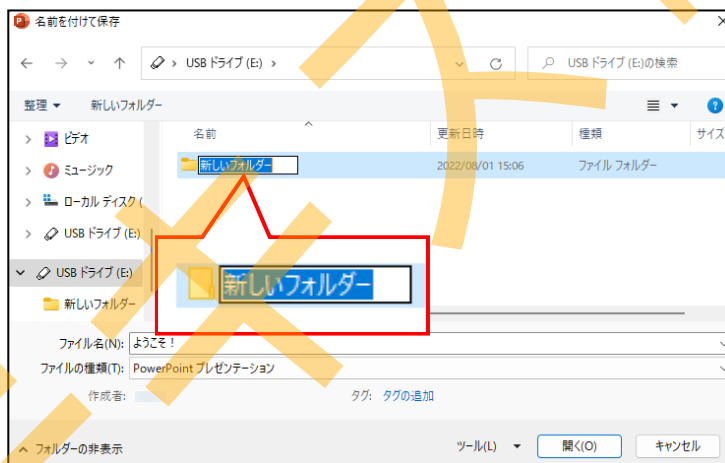 名前を付けて保存
USB ドライブ (E:)
USB ドライブ (E:)の検索
整理
新しいフォルダー
名前
更新日時
種類
サイズ
ビデオ
新しいフォルダー
2022/08/01 15:06
ファイル フォルダー
ミュージック
ローカル ディスク (
USB ドライブ (E:)
USB ドライブ (E:)
新しいフォルダー
新しいフォルダー
ファイル名(N): ようこそ！
ファイルの種類(T): PowerPoint プレゼンテーション
作成者:
タグ: タグの追加
フォルダーの非表示
ツール(L)
開く(O)
キャンセル